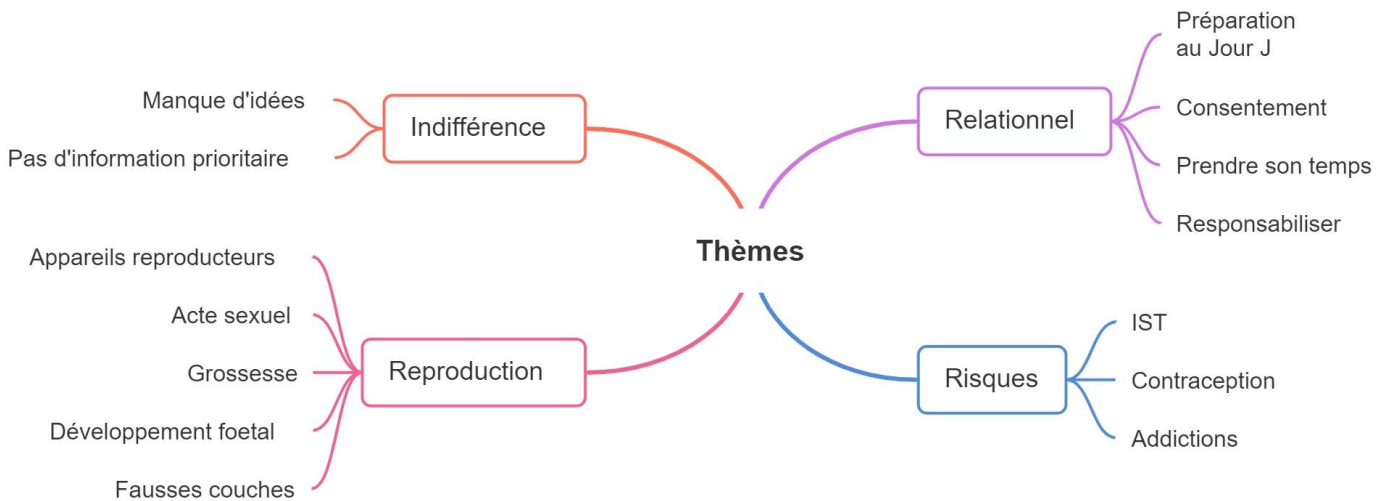 Thèmes
Indifférence
Manque d'idées
Pas d'information prioritaire
Reproduction
Appareils reproducteurs
Acte sexuel
Grossesse
Développement foetal
Fausses couches
Relationnel
Préparation
au Jour J
Consentement
Prendre son temps
Responsabiliser
Risques
IST
Contraception
Addictions